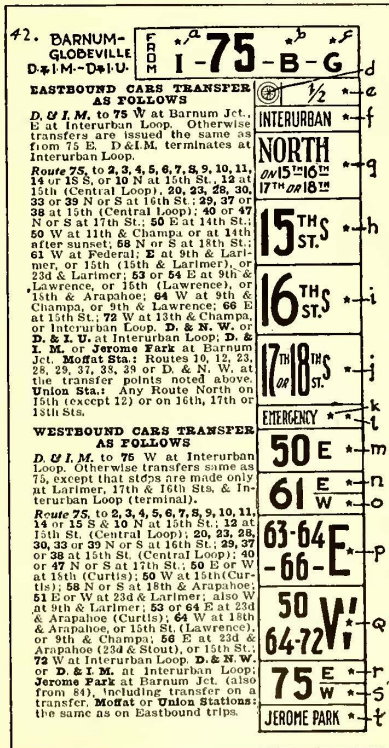 42. BARNUM-
GLOBEVILLE
D.&I.M.-D.&I.U.
FROM
I-75-B-G
a
b
c
d
EASTBOUND CARS TRANSFER
AS FOLLOWS
D. & I. M. to 75 W at Barnum Jct.,
E at Interurban Loop. Otherwise
transfers are issued the same as
from 75 E. D&I.M. terminates at
Interurban Loop.
Route 75, to 2, 3, 4, 5, 6, 7, 8, 9, 10, 11,
14 or 15 S, or 10 N at 15th St., 12 at
15th (Central Loop), 20, 23, 28, 30,
33 or 39 N or S at 16th St.; 29, 37 or
38 at 15th (Central Loop); 40 or 47
N or S at 17th St.; 50 E at 14th St.;
50 W at 11th & Champa or at 14th
after sunset; 58 N or S at 18th St.;
61 W at Federal; E at 9th & Lari-
mer, or 15th (15th & Larimer), or
23d & Larimer; 53 or 54 E at 9th &
Lawrence, or 15th (Lawrence), or
18th & Arapahoe; 64 W at 9th &
Champa, or 9th & Lawrence; 66 E
at 15th St.; 72 W at 13th & Champa,
or Interurban Loop. D. & N. W. or
D. & I. U. at Interurban Loop; D. &
I. M. or Jerome Park at Barnum
Jct. Moffat Sta.: Routes 10, 12, 23,
28, 29, 37, 38, 39 or D. & N. W. at
the transfer points noted above.
Union Sta.: Any Route North on
15th (except 12) or on 16th, 17th or
18th Sts.
WESTBOUND CARS TRANSFER
AS FOLLOWS
D. & I. M. to 75 W at Interurban
Loop. Otherwise transfers same as
75, except that stops are made only
at Larimer, 17th & 16th Sts. & In-
terurban Loop (terminal).
Route 75, to 2, 3, 4, 5, 6, 7, 8, 9, 10, 11,
14 or 15 S & 10 N at 15th St.; 12 at
15th St. (Central Loop), 20, 23, 28,
30, 33 or 39 N or S at 16th St.; 29, 37
or 38 at 15th St. (Central Loop); 40
or 47 N or S at 17th St.; 50 E or W
at 18th (Curtis); 50 W at 15th (Cur-
tis); 58 N or S at 18th & Arapahoe;
51 E or W at 23d & Larimer; also W
at 9th & Larimer; 53 or 64 E at 23d
& Arapahoe (Curtis); 64 W at 18th
& Arapahoe, or 15th St. (Lawrence),
or 9th & Champa; 56 E at 23d &
Arapahoe (23d & Stout), or 15th St.;
72 W at Interurban Loop. D. & N. W.
or D. & I. M. at Interurban Loop;
Jerome Park at Barnum Jct. (also
from 84), including transfer on a
transfer. Moffat or Union Stations:
the same as on Eastbound trips.
1/2 e
INTERURBAN f
NORTH
ON 15TH 16TH g
17TH OR 18TH
15TH ST.S h
16TH ST.S i
17TH OR 18TH ST.S j
k
EMERGENCY l
50 E m
61 E n
W o
63-64
-66-E p
50
64-72 W q
75 E r
W s
JEROME PARK t